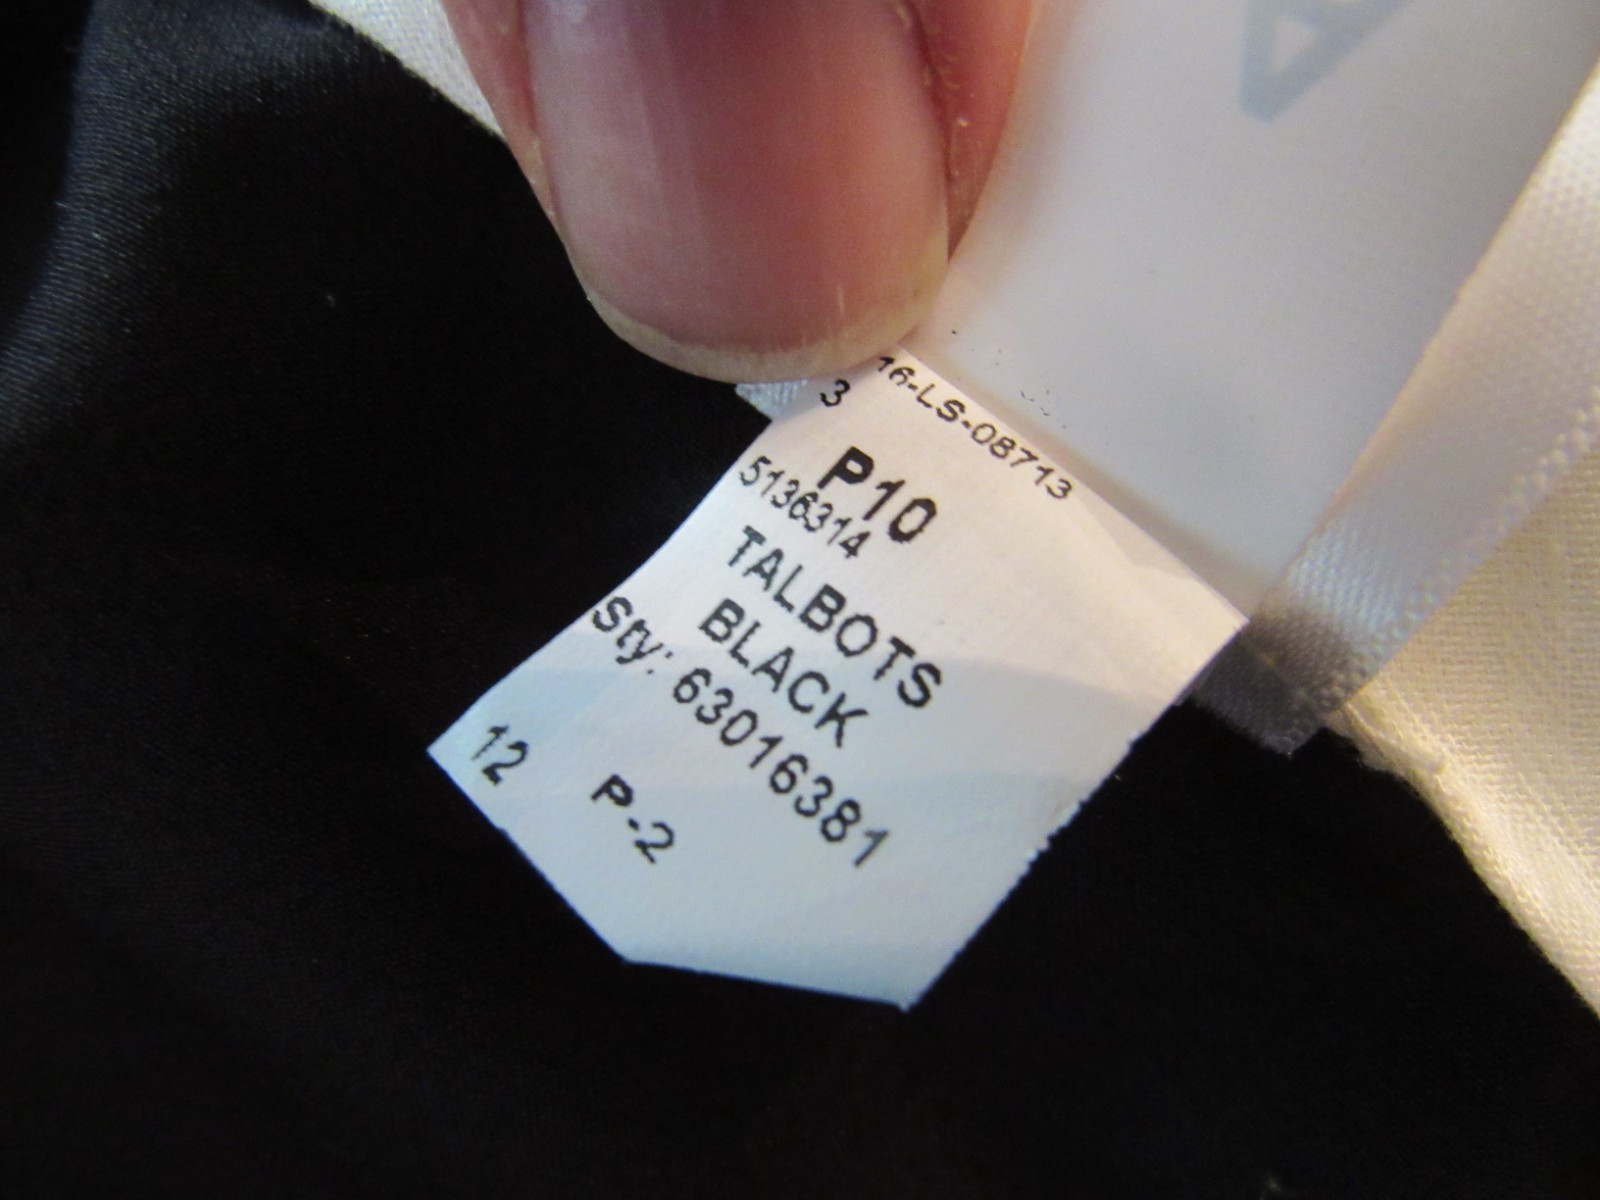 16-LS-08713
3
P10
5136314
TALBOTS
BLACK
Sty: 63016381
12 P-2